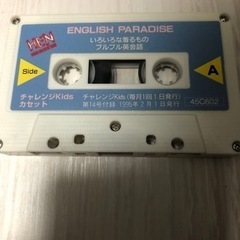 ENGLISH PARADISE
いろいろな着るもの
ブルブル英会話
Side
A
チャレンジKids
カセット
チャレンジKids(毎月1回1日発行)
第14号付録 1995年2月1日発行
45C602